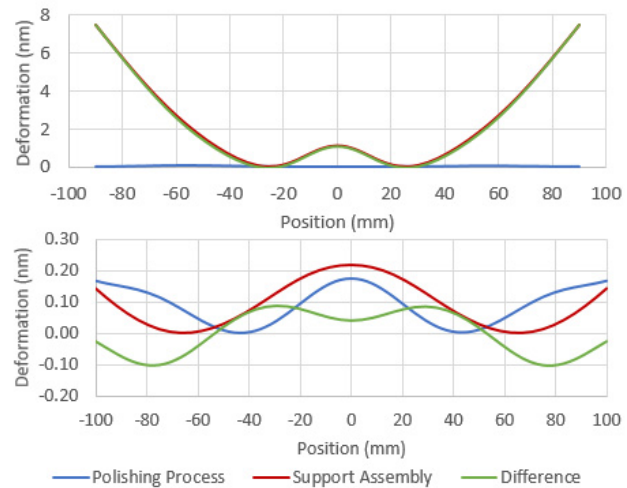 8
6
4
2
0
Deformation (nm)
-100 -80 -60 -40 -20 0 20 40 60 80 100
Position (mm)
0.30
0.20
0.10
0.00
-0.10
-0.20
Deformation (nm)
-100 -80 -60 -40 -20 0 20 40 60 80 100
Position (mm)
Polishing Process Support Assembly Difference